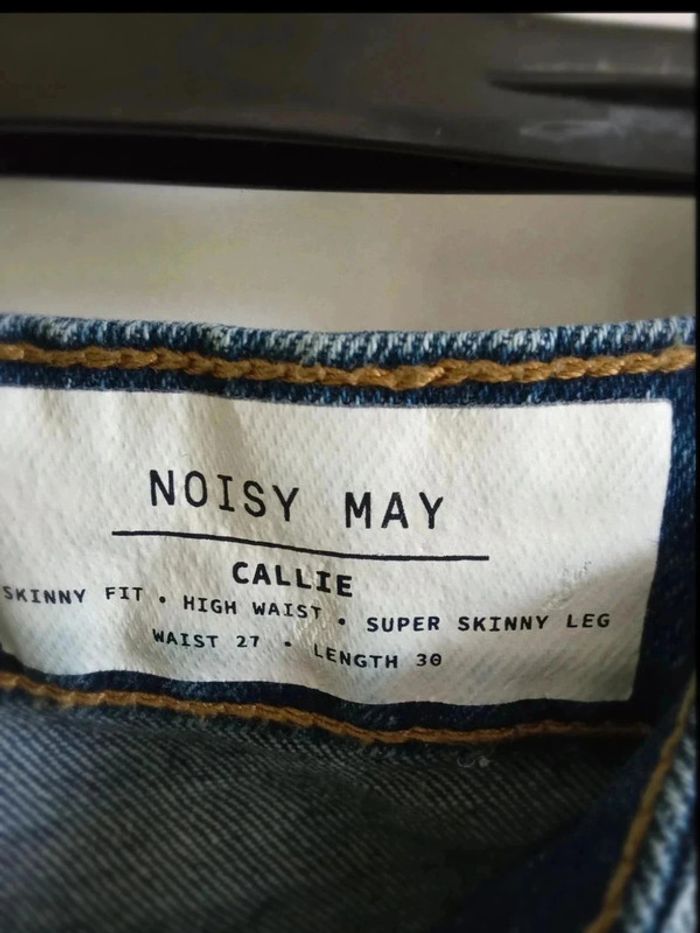 NOISY MAY
CALLIE
SKINNY FIT • HIGH WAIST • SUPER SKINNY LEG
WAIST 27 • LENGTH 30